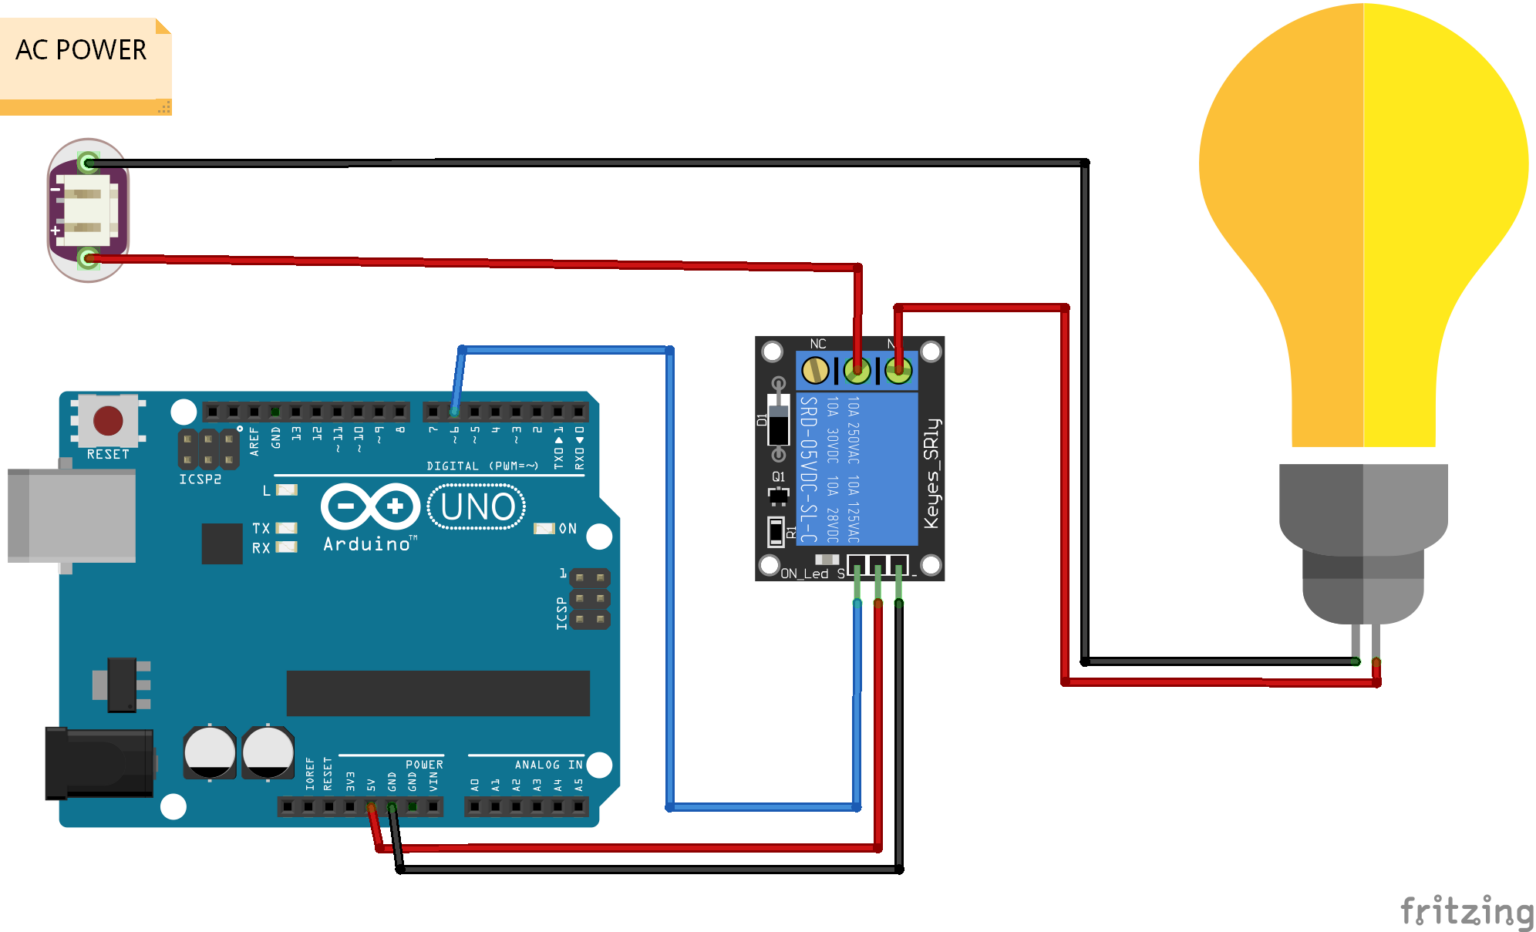 AC POWER
-
+
RESET
ICSP2
AREF
GND
13
12
~11
~10
~9
8
7
~6
~5
4
~3
2
TX0▶1
RX0◀0
DIGITAL (PWM=~)
L
TX
RX
UNO
Arduino™
ON
1
ICSP
IOREF
RESET
3V3
5V
GND
GND
VIN
POWER
ANALOG IN
A0
A1
A2
A3
A4
A5
NC
N
D1
Q1
R1
SRD-05VDC-SL-C
10A 30VDC 10A 28VDC
10A 250VAC 10A 125VAC
Keyes_SRly
ON_Led S
-
fritzing